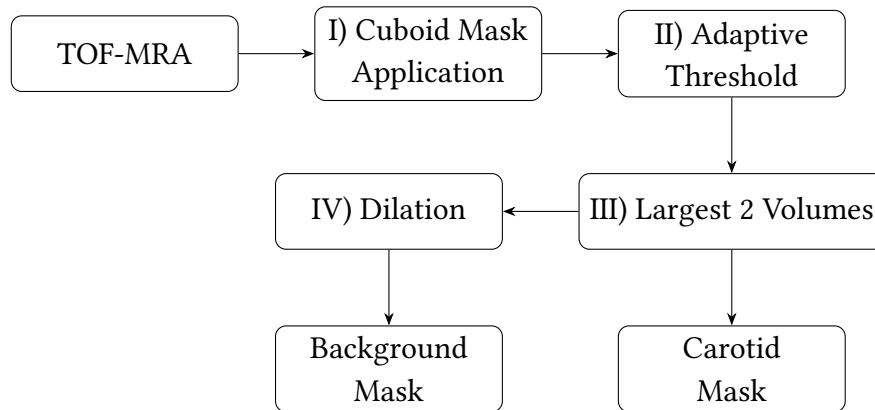 TOF-MRA
I) Cuboid Mask
Application
II) Adaptive
Threshold
IV) Dilation
III) Largest 2 Volumes
Background
Mask
Carotid
Mask